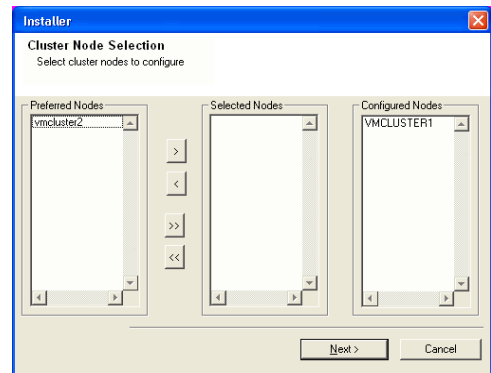 Installer
Cluster Node Selection
Select cluster nodes to configure
Preferred Nodes
vmcluster2
>
<
>>
<<
Selected Nodes
Configured Nodes
VMCLUSTER1
Next >
Cancel